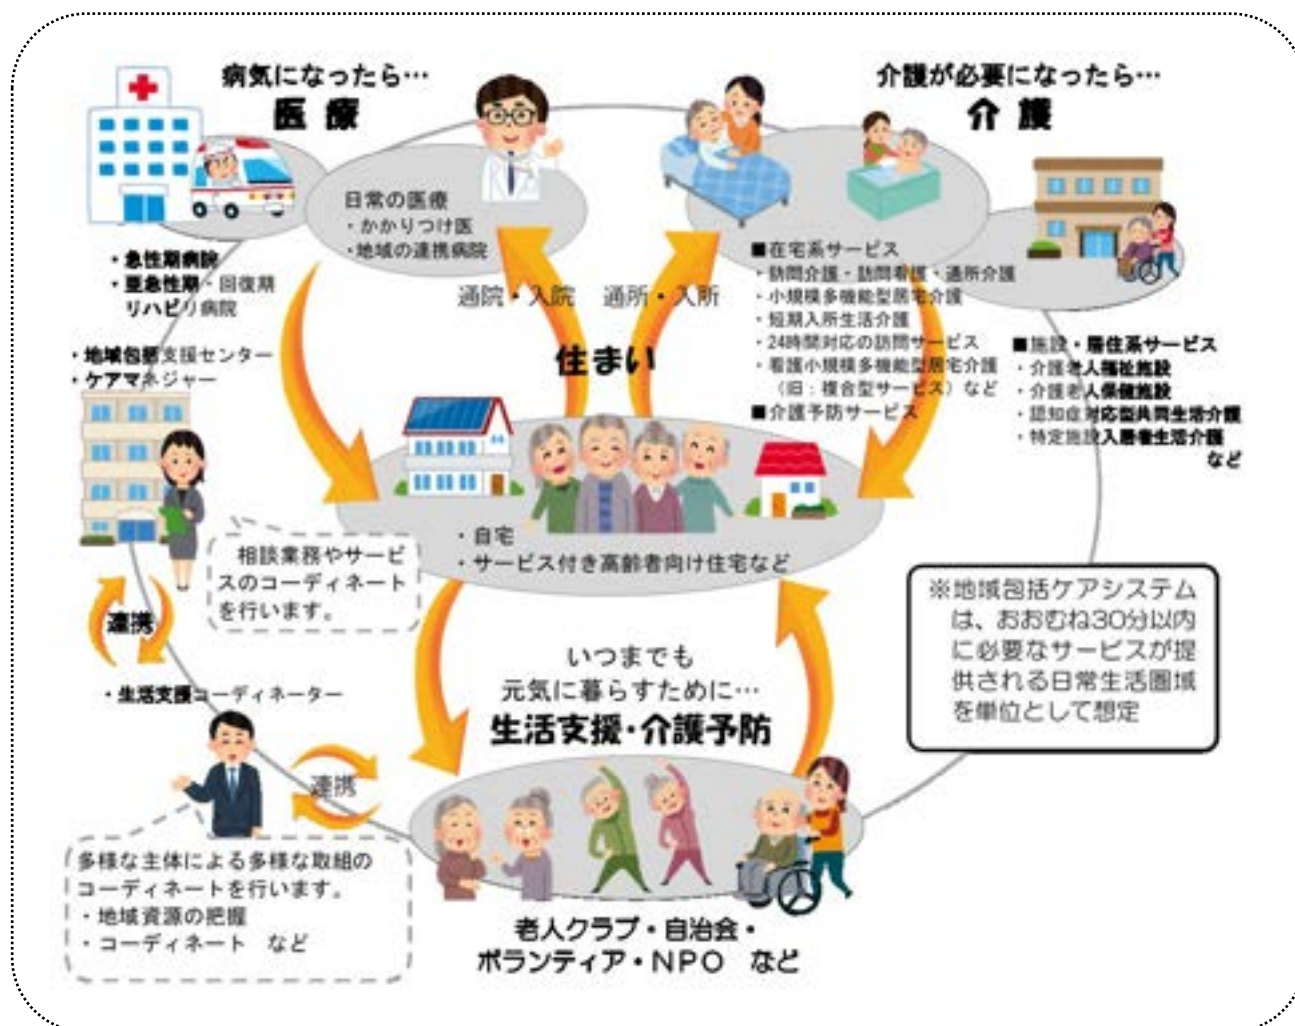 病気になったら…
医療
日常の医療
・かかりつけ医
・地域の連携病院
・急性期病院
・亜急性期・回復期
リハビリ病院
介護が必要になったら…
介護
■在宅系サービス
・訪問介護・訪問看護・通所介護
・小規模多機能型居宅介護
・短期入所生活介護
・24時間対応の訪問サービス
・看護小規模多機能型居宅介護
（旧：複合型サービス）など
■介護予防サービス
■施設・居住系サービス
・介護老人福祉施設
・介護老人保健施設
・認知症対応型共同生活介護
・特定施設入居者生活介護
など
通院・入院
通所・入所
住まい
・自宅
・サービス付き高齢者向け住宅など
・地域包括支援センター
・ケアマネジャー
相談業務やサービ
スのコーディネート
を行います。
連携
・生活支援コーディネーター
連携
多様な主体による多様な取組の
コーディネートを行います。
・地域資源の把握
・コーディネート　など
いつまでも
元気に暮らすために…
生活支援・介護予防
老人クラブ・自治会・
ボランティア・NPO　など
※地域包括ケアシステム
は、おおむね30分以内
に必要なサービスが提
供される日常生活圏域
を単位として想定